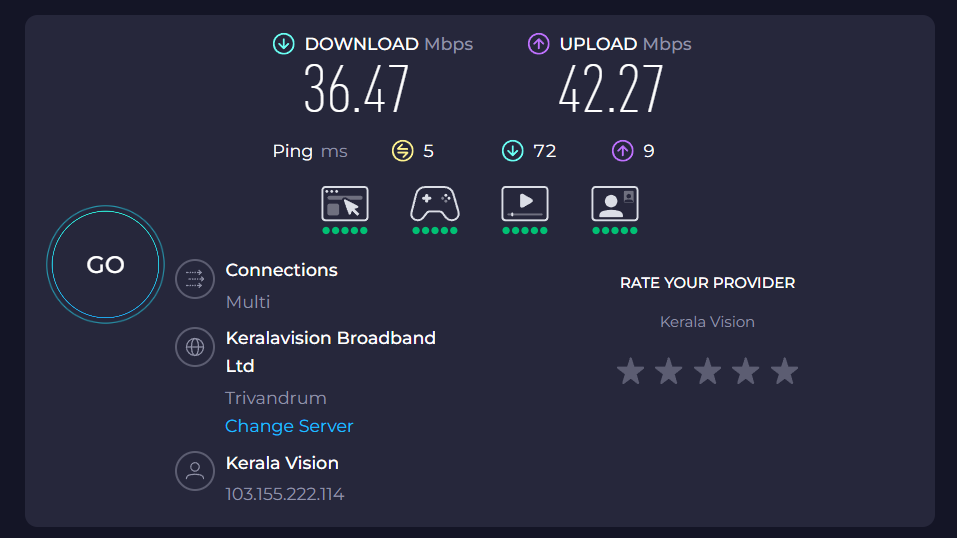 DOWNLOAD Mbps
36.47
UPLOAD Mbps
42.27
Ping ms 5 72 9
GO
Connections
Multi
Keralavision Broadband
Ltd
Trivandrum
Change Server
Kerala Vision
103.155.222.114
RATE YOUR PROVIDER
Kerala Vision